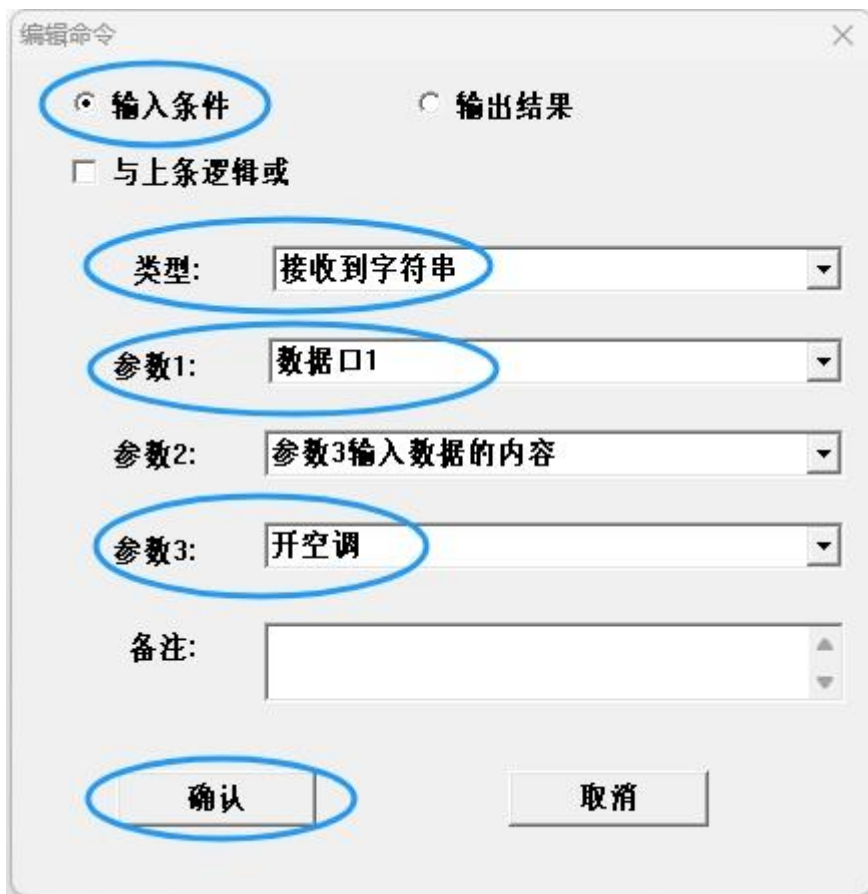 编辑命令
输入条件 输出结果
与上条逻辑或
类型: 接收到字符串
参数1: 数据口1
参数2: 参数3输入数据的内容
参数3: 开空调
备注:
确认 取消